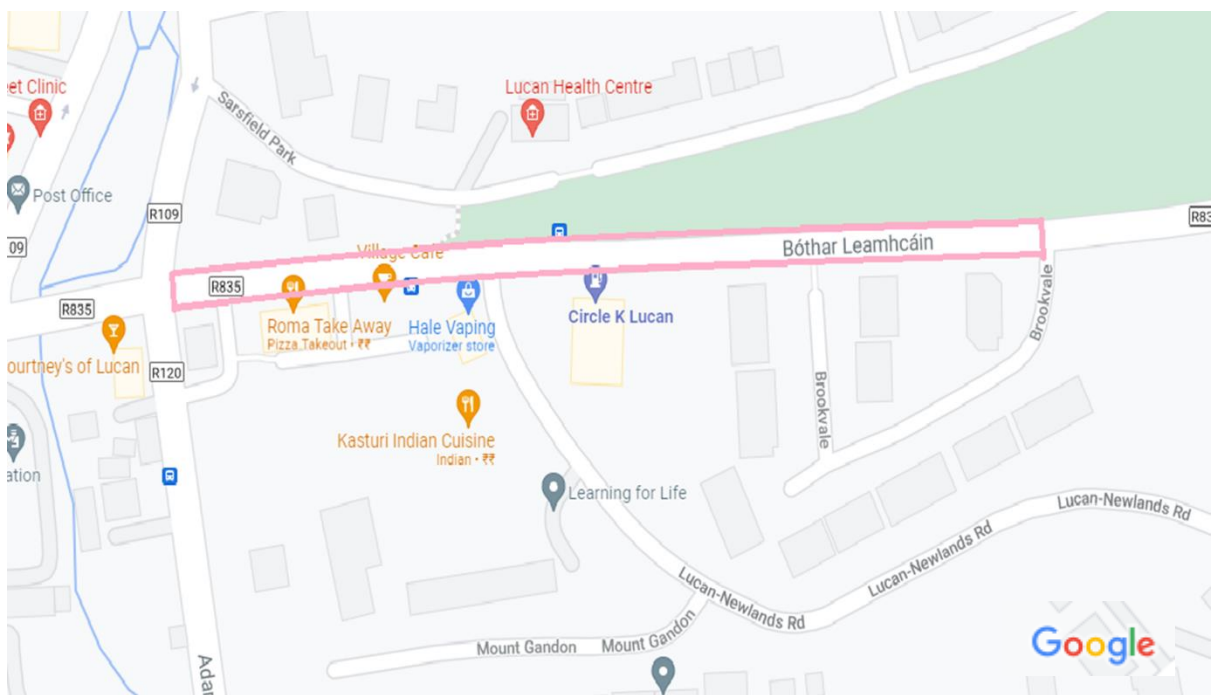 eet Clinic
Lucan Health Centre
Sarsfield Park
Post Office
R109
R83
09
Bóthar Leamhcáin
Village Cafe
R835
R835
Circle K Lucan
Roma Take Away
Pizza Takeout • ₹₹
Hale Vaping
Vaporizer store
Brookvale
ourtney's of Lucan
R120
Brookvale
Kasturi Indian Cuisine
Indian • ₹₹
ation
Learning for Life
Lucan-Newlands Rd
Lucan-Newlands Rd
Lucan-Newlands Rd
Mount Gandon
Mount Gandon
Google
Adar